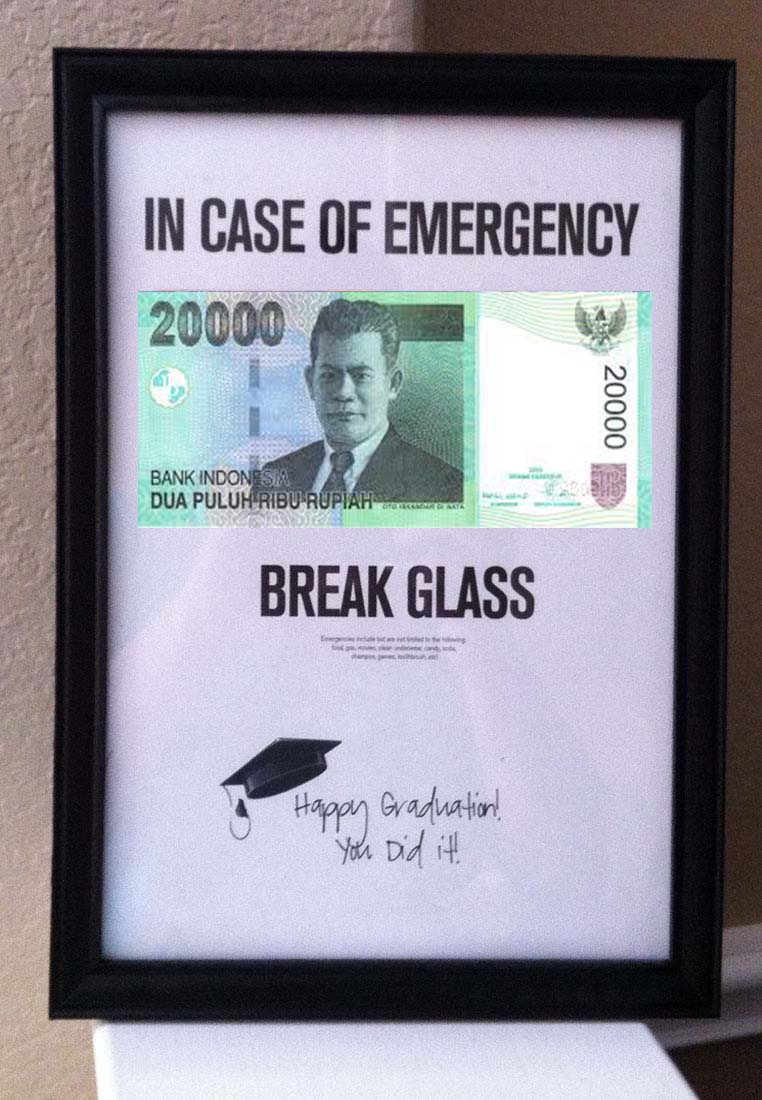 IN CASE OF EMERGENCY
20000
20000
BANK INDONESIA
DUA PULUH RIBU RUPIAH
OTO ISKANDAR DI NATA
BREAK GLASS
Emergencies include but are not limited to the following:
food, gas, movies, clean underwear, candy, soda,
shampoo, games, toothbrush, etc!
Happy Graduation!
You Did it!